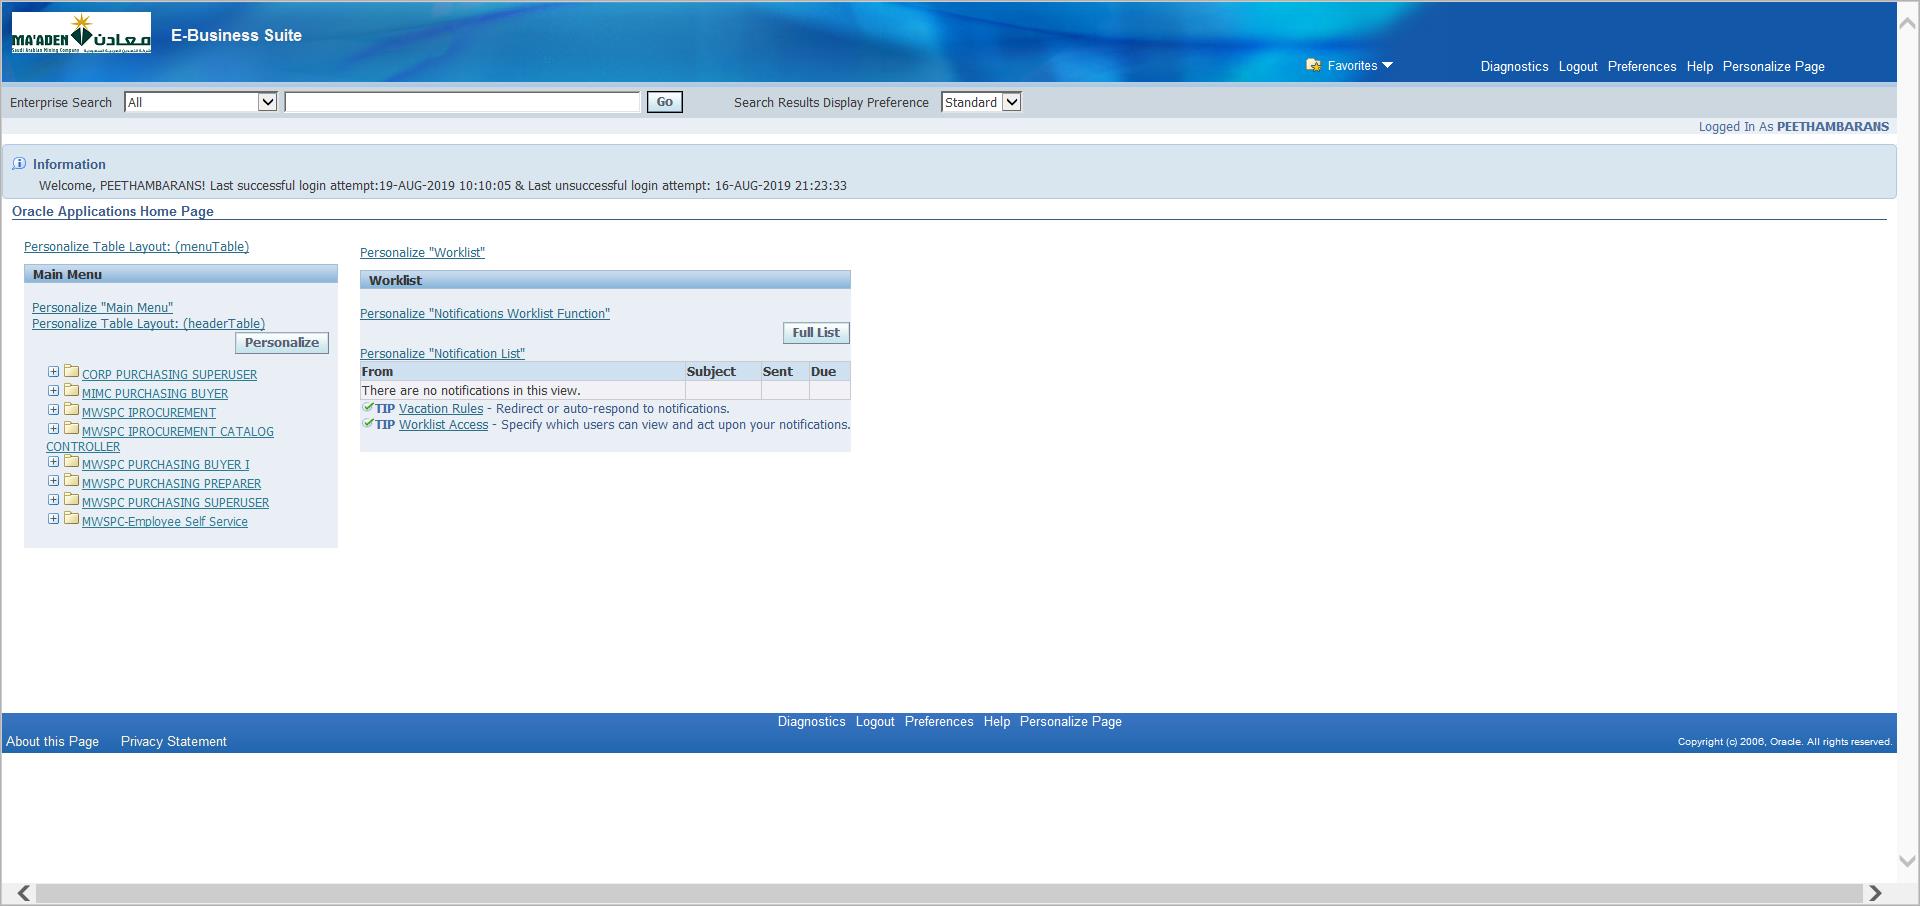 MA'ADEN معادن
Saudi Arabian Mining Company
E-Business Suite
Favorites
Diagnostics Logout Preferences Help Personalize Page
Enterprise Search All Go Search Results Display Preference Standard
Logged In As PEETHAMBARANS
Information
Welcome, PEETHAMBARANS! Last successful login attempt:19-AUG-2019 10:10:05 & Last unsuccessful login attempt: 16-AUG-2019 21:23:33
Oracle Applications Home Page
Personalize Table Layout: (menuTable)
Main Menu
Personalize "Main Menu"
Personalize Table Layout: (headerTable)
Personalize
CORP PURCHASING SUPERUSER
MIMC PURCHASING BUYER
MWSPC IPROCUREMENT
MWSPC IPROCUREMENT CATALOG
CONTROLLER
MWSPC PURCHASING BUYER I
MWSPC PURCHASING PREPARER
MWSPC PURCHASING SUPERUSER
MWSPC-Employee Self Service
Personalize "Worklist"
Worklist
Personalize "Notifications Worklist Function"
Full List
Personalize "Notification List"
From Subject Sent Due
There are no notifications in this view.
TIP Vacation Rules - Redirect or auto-respond to notifications.
TIP Worklist Access - Specify which users can view and act upon your notifications.
Diagnostics Logout Preferences Help Personalize Page
About this Page Privacy Statement
Copyright (c) 2006, Oracle. All rights reserved.